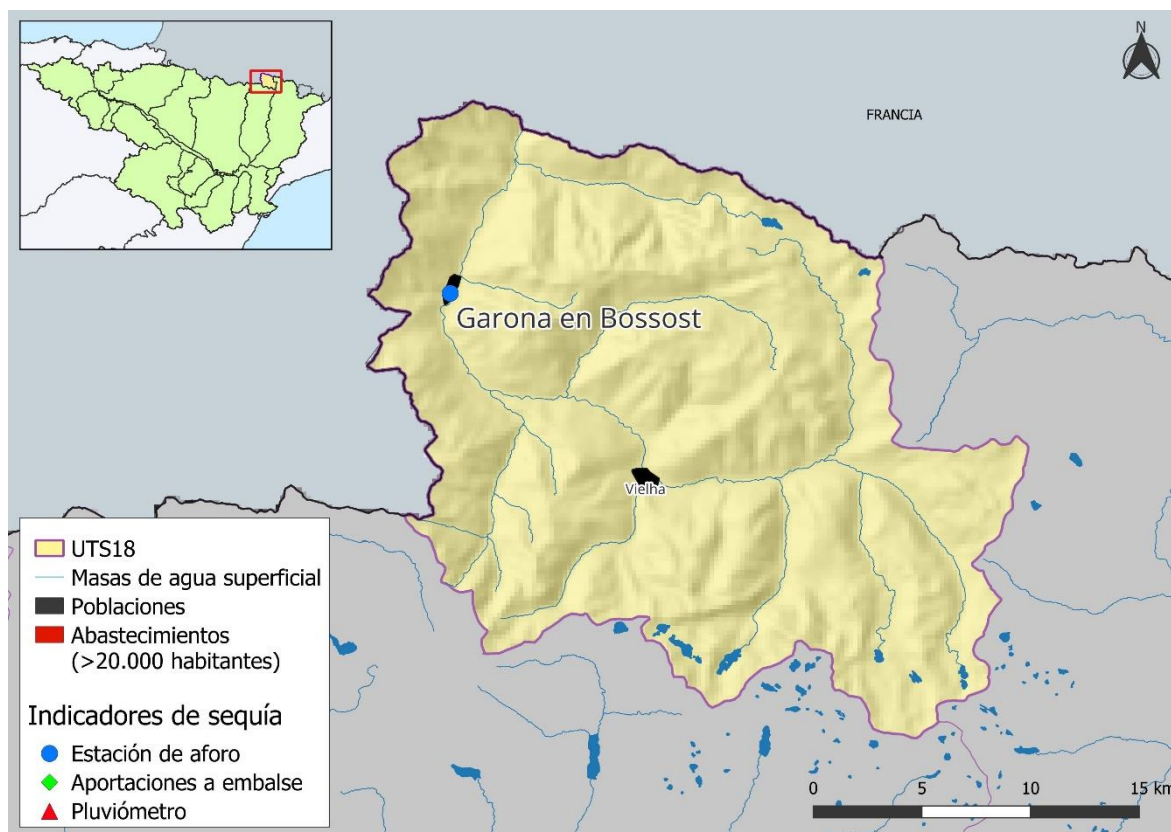 N
FRANCIA
Garona en Bossost
Vielha
UTS18
Masas de agua superficial
Poblaciones
Abastecimientos
(>20.000 habitantes)
Indicadores de sequía
Estación de aforo
Aportaciones a embalse
Pluviómetro
0 5 10 15 km